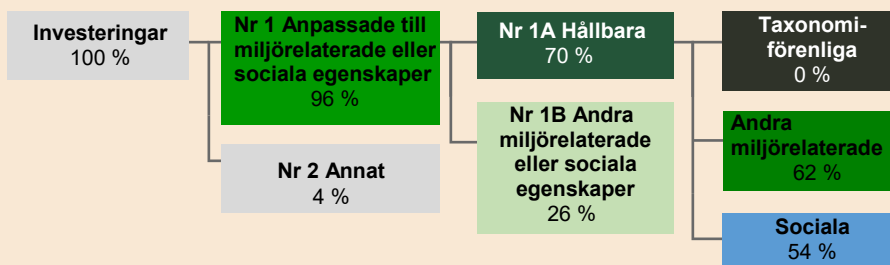 Investeringar
100 %
Nr 1 Anpassade till
miljörelaterade eller
sociala egenskaper
96 %
Nr 2 Annat
4 %
Nr 1A Hållbara
70 %
Nr 1B Andra
miljörelaterade
eller sociala
egenskaper
26 %
Taxonomi-
förenliga
0 %
Andra
miljörelaterade
62 %
Sociala
54 %